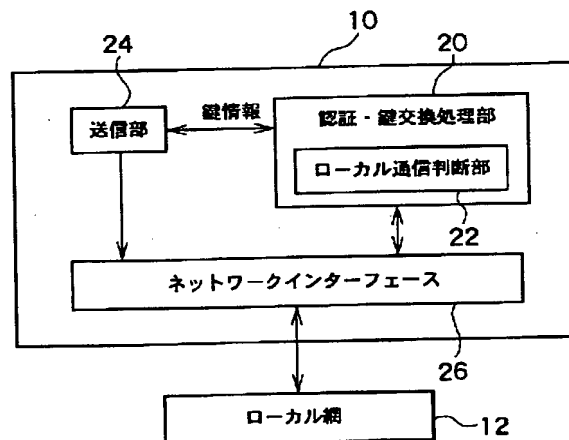 10
24
20
送信部
鍵情報
認証・鍵交換処理部
ローカル通信判断部
22
ネットワークインターフェース
26
ローカル網
12